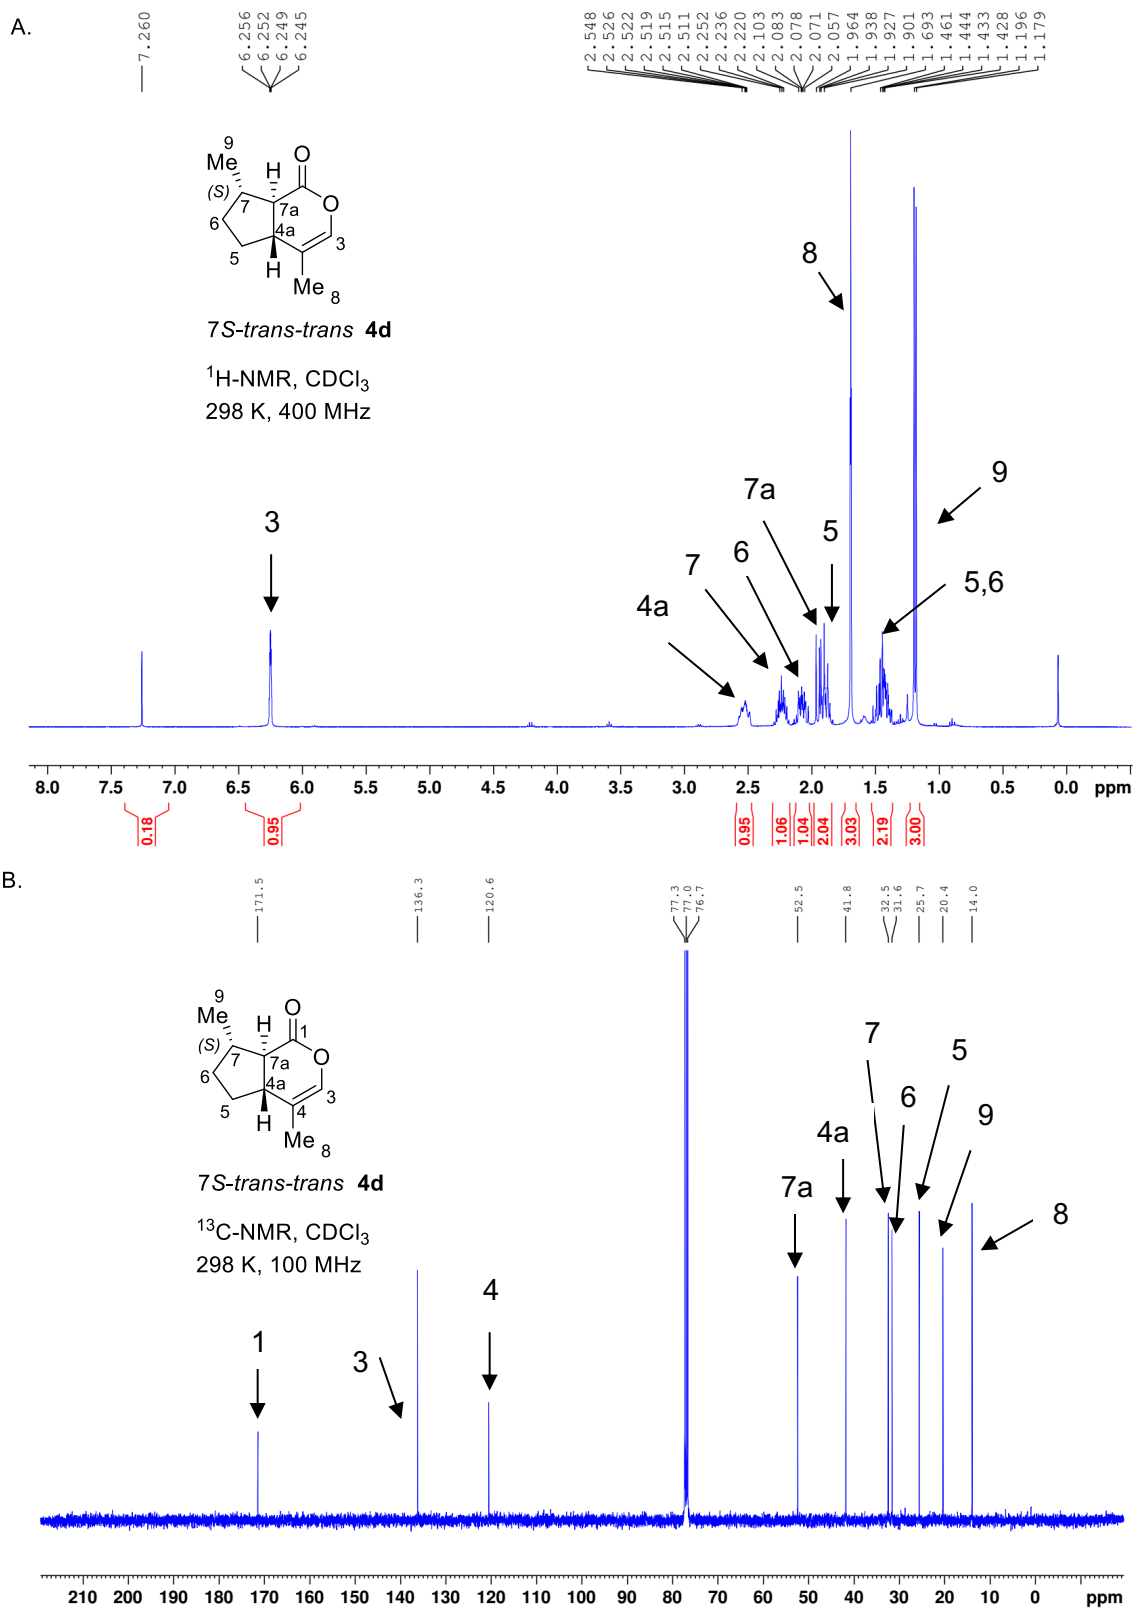 A.
7.260
6.256
6.252
6.249
6.245
2.548
2.526
2.522
2.519
2.515
2.511
2.252
2.236
2.220
2.103
2.083
2.078
2.071
2.057
1.964
1.938
1.927
1.901
1.693
1.461
1.444
1.433
1.428
1.196
1.179
9
Me
H
O
(S)
7
7a
O
6
4a
3
5
H
Me 8
7S-trans-trans 4d
¹H-NMR, CDCl₃
298 K, 400 MHz
3
4a
7
6
7a
5
8
9
5,6
8.0 7.5 7.0 6.5 6.0 5.5 5.0 4.5 4.0 3.5 3.0 2.5 2.0 1.5 1.0 0.5 0.0 ppm
0.18
0.95
0.95
1.06
1.04
2.04
3.03
2.19
3.00
B.
171.5
136.3
120.6
77.3
77.0
76.7
52.5
41.8
32.5
31.6
25.7
20.4
14.0
9
Me
H
O
(S)
1
7
7a
O
6
4a
3
5
4
H
Me 8
7S-trans-trans 4d
¹³C-NMR, CDCl₃
298 K, 100 MHz
1
3
4
7a
4a
7
6
5
9
8
210 200 190 180 170 160 150 140 130 120 110 100 90 80 70 60 50 40 30 20 10 0 ppm